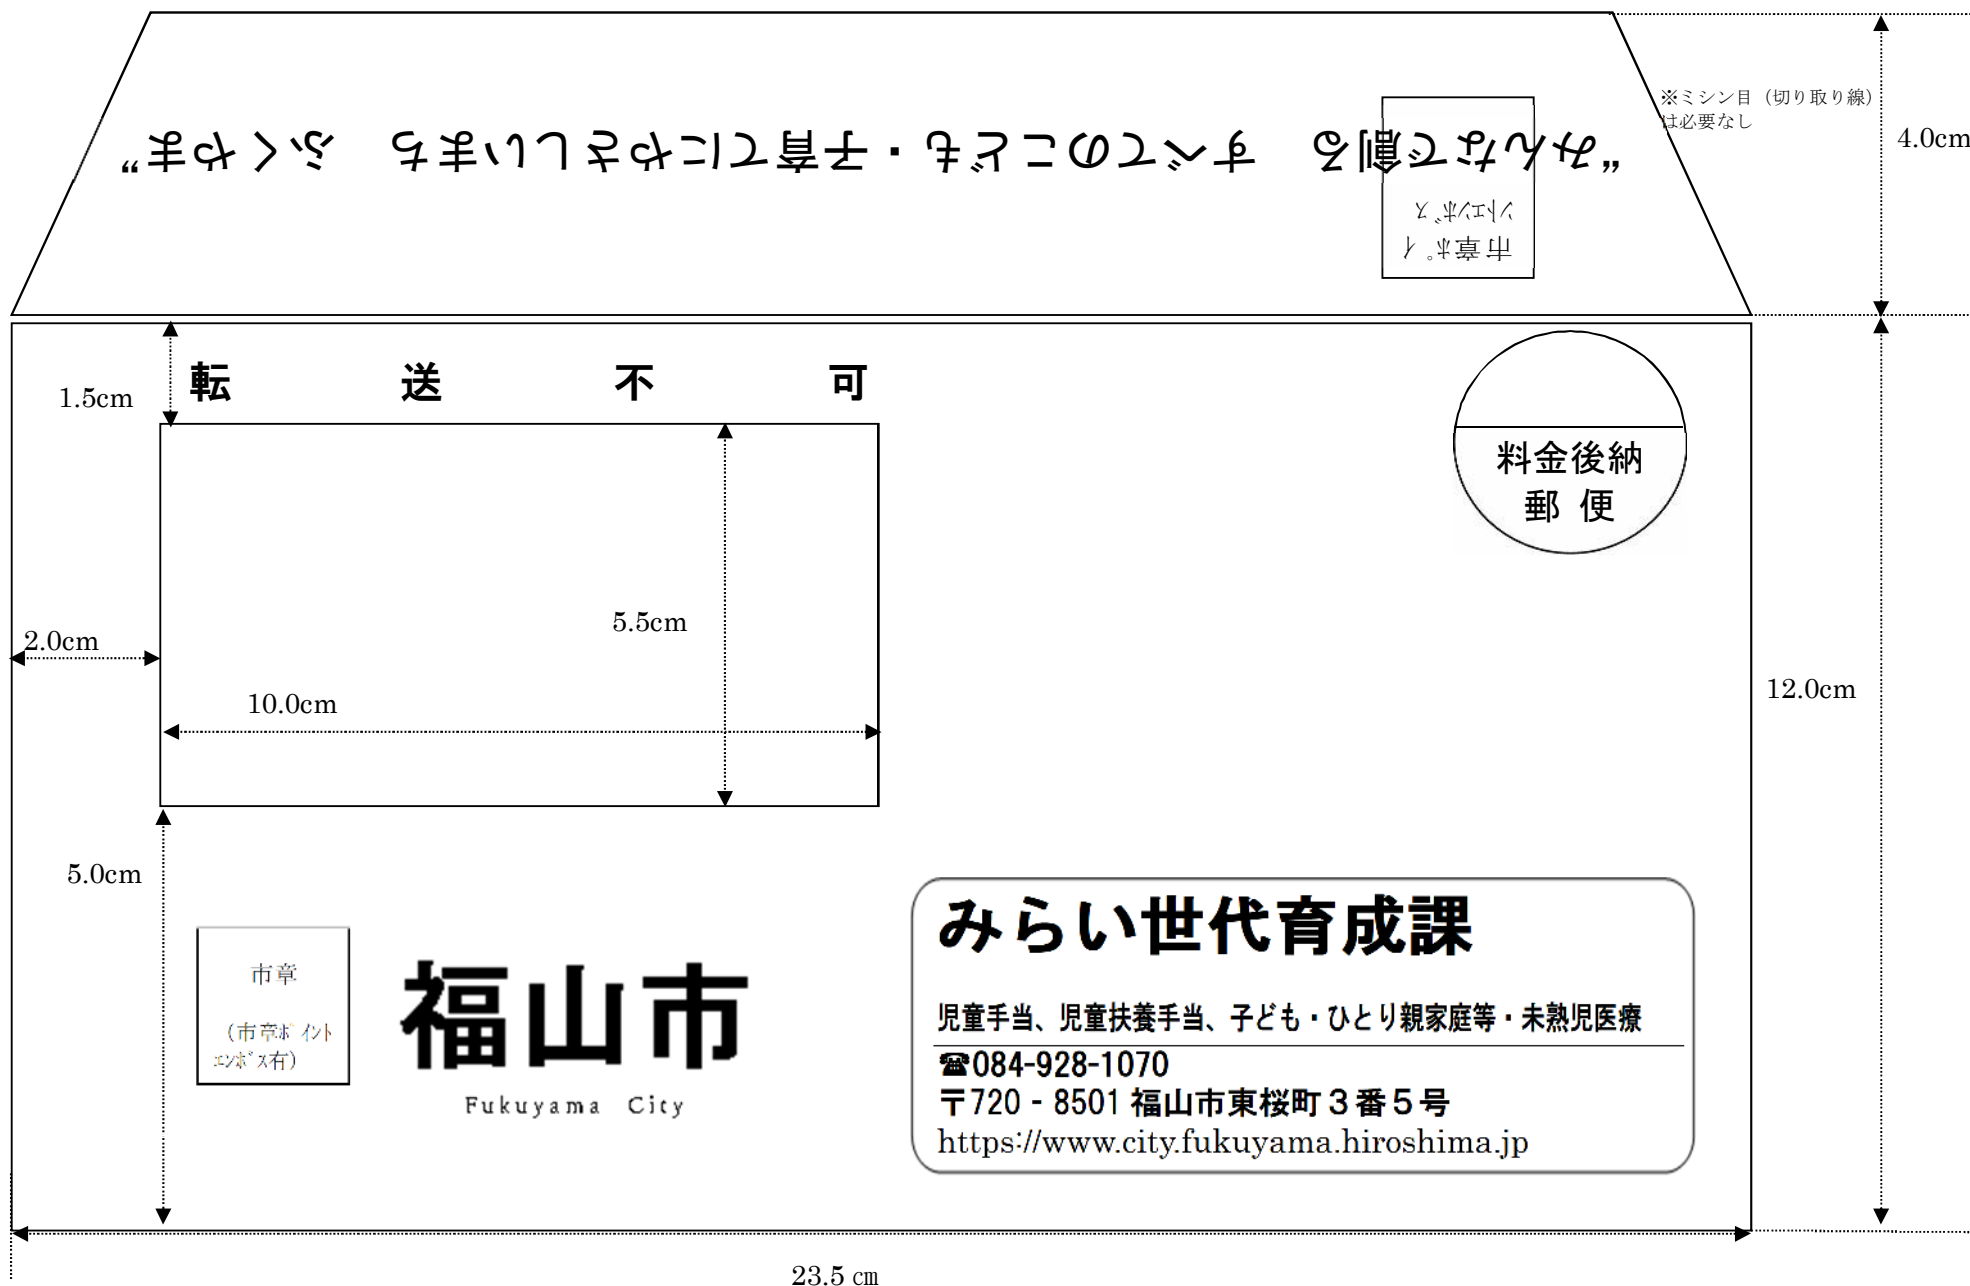 “みんなで創る　すべてのこども・子育てにやさしいまち　ふくやま”
市章ﾎﾟｲ
ﾝﾄｴﾝﾎﾞｽ
※ミシン目（切り取り線）
は必要なし
4.0cm
転　送　不　可
1.5cm
料金後納
郵 便
5.5cm
2.0cm
10.0cm
12.0cm
5.0cm
市章
（市章ﾎﾟｲﾝﾄ
ｴﾝﾎﾞｽ有）
福山市
Fukuyama City
みらい世代育成課
児童手当、児童扶養手当、子ども・ひとり親家庭等・未熟児医療
☎084-928-1070
〒720‐8501 福山市東桜町３番５号
https://www.city.fukuyama.hiroshima.jp
23.5 ㎝